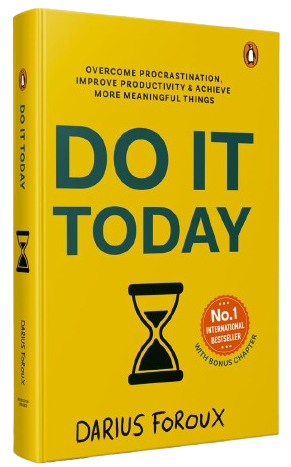 OVERCOME PROCRASTINATION,
IMPROVE PRODUCTIVITY & ACHIEVE
MORE MEANINGFUL THINGS
DO IT
TODAY
No.1
INTERNATIONAL
BESTSELLER
WITH BONUS CHAPTER
DARIUS FOROUX
DO IT TODAY
DARIUS FOROUX